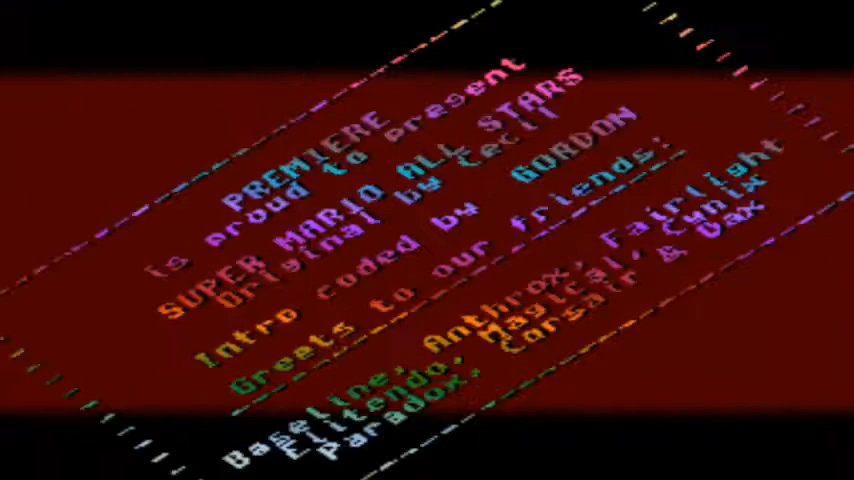 PREMIERE
is proud to present
SUPER MARIO ALL STARS
Original by Cecil
Intro coded by GORDON
Greets to our friends:
Baseline, Anthrox, Fairlight
Elitendo, Magical, Cynix
Paradox, Corsair & Dax